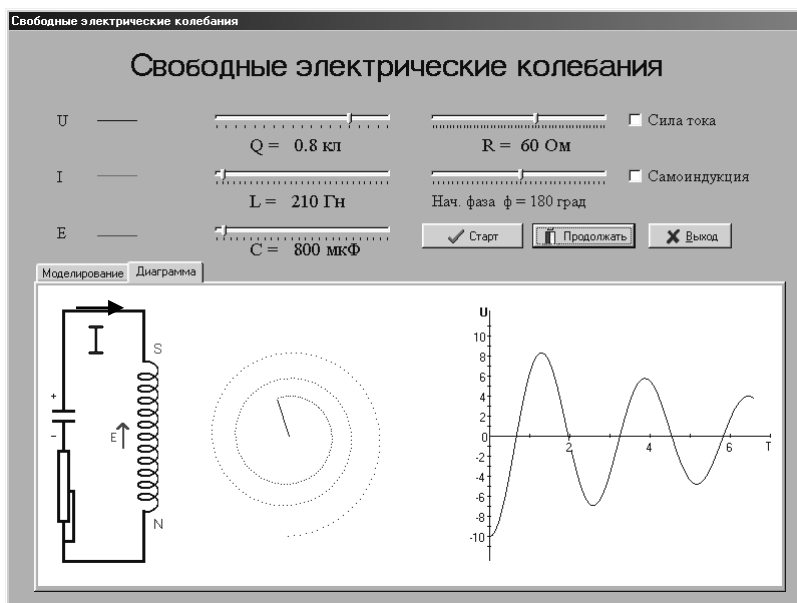 Свободные электрические колебания
Свободные электрические колебания
U
Q = 0.8 кл
R = 60 Ом
Сила тока
I
L = 210 Гн
Нач. фаза ф = 180 град
Самоиндукция
E
C = 800 мкФ
Старт
Продолжать
Выход
Моделирование
Диаграмма
I
S
+
-
E
N
U
10
8
6
4
2
0
-2
-4
-6
-8
-10
2
4
6
T